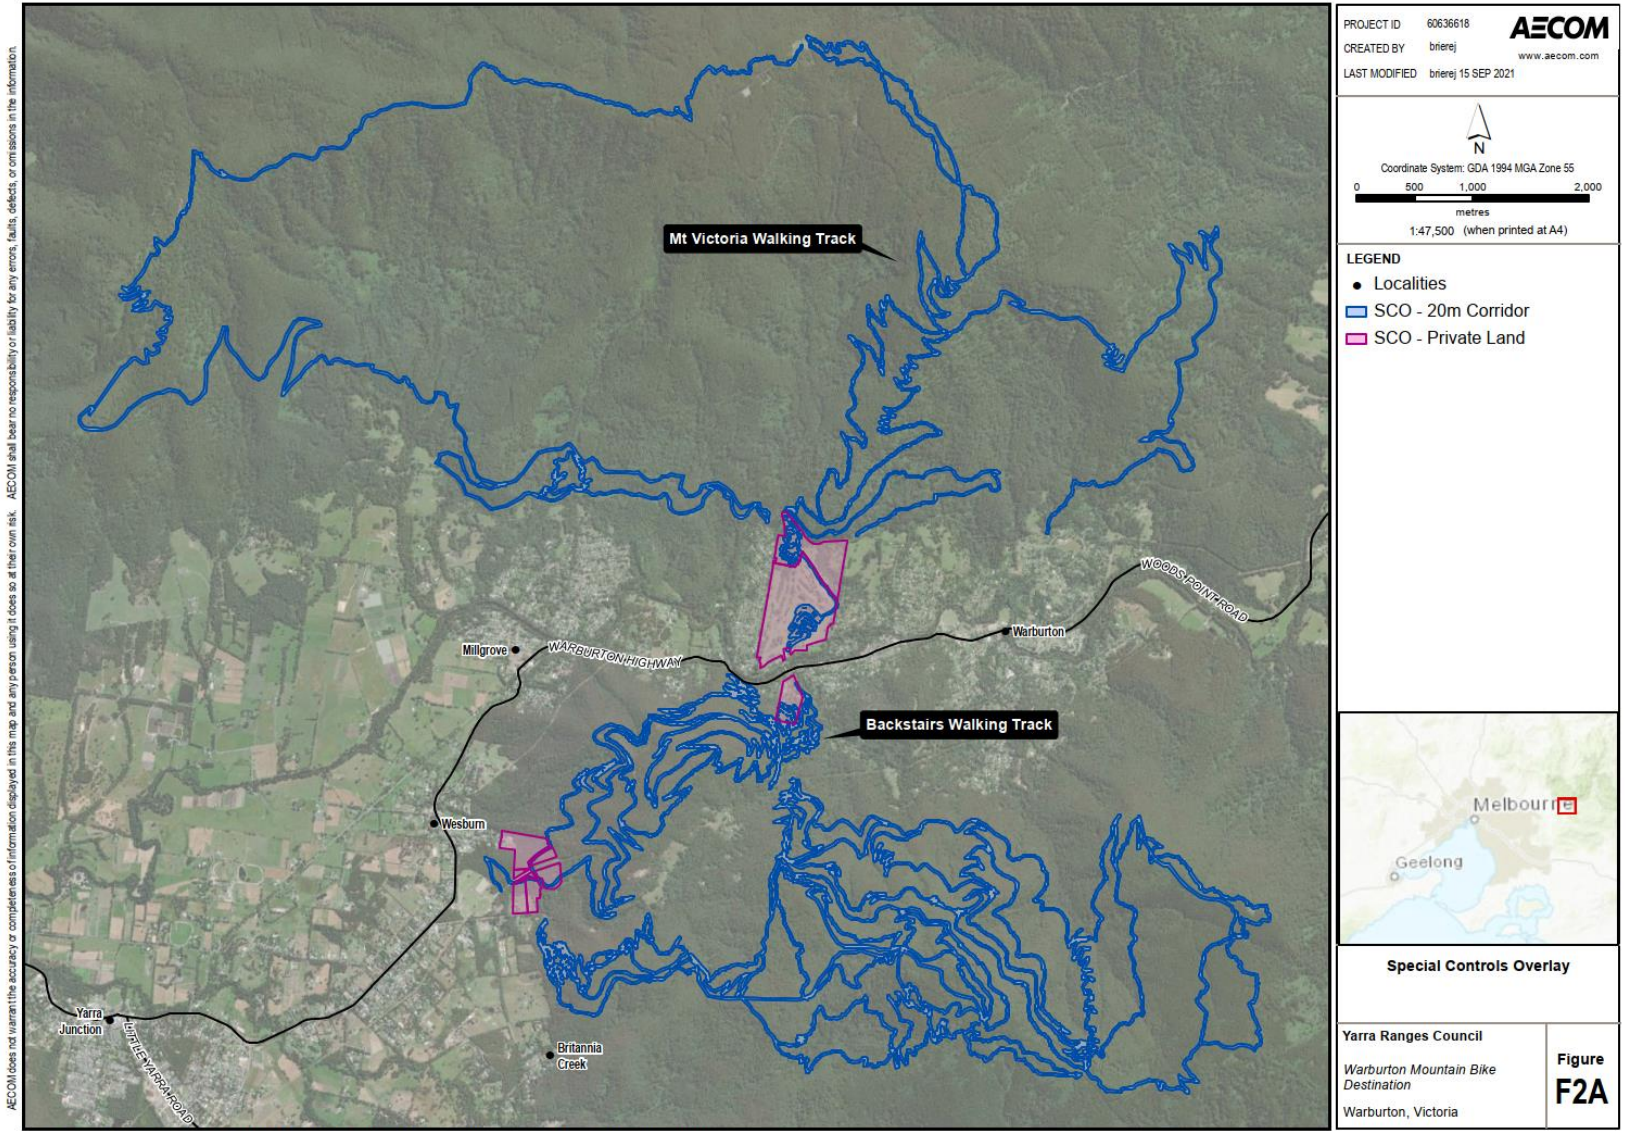 AECOM does not warrant the accuracy or completeness of information displayed in this map and any person using it does so at their own risk. AECOM shall bear no responsibility or liability for any errors, faults, defects, or omissions in the information.
Mt Victoria Walking Track
WOODS POINT ROAD
Warburton
Millgrove
WARBURTON HIGHWAY
Backstairs Walking Track
Wesburn
Yarra
Junction
LITTLE YARRA ROAD
Britannia
Creek
PROJECT ID 60636618
CREATED BY brierej
LAST MODIFIED brierej 15 SEP 2021
AECOM
www.aecom.com
N
Coordinate System: GDA 1994 MGA Zone 55
0 500 1,000 2,000
metres
1:47,500 (when printed at A4)
LEGEND
Localities
SCO - 20m Corridor
SCO - Private Land
Melbourne
Geelong
Special Controls Overlay
Yarra Ranges Council
Warburton Mountain Bike
Destination
Warburton, Victoria
Figure
F2A